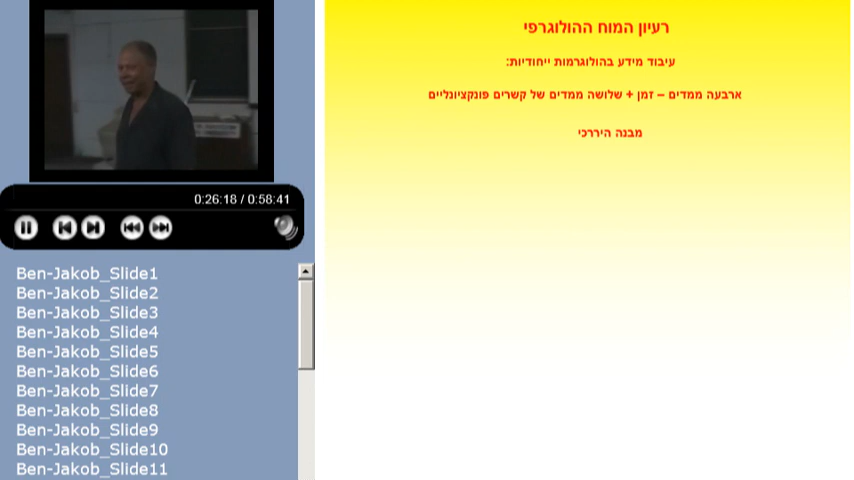 רעיון המוח ההולוגרפי
עיבוד מידע בהולוגרמות ייחודיות:
ארבעה ממדים – זמן + שלושה ממדים של קשרים פונקציונליים
מבנה היררכי
0:26:18 / 0:58:41
Ben-Jakob_Slide1
Ben-Jakob_Slide2
Ben-Jakob_Slide3
Ben-Jakob_Slide4
Ben-Jakob_Slide5
Ben-Jakob_Slide6
Ben-Jakob_Slide7
Ben-Jakob_Slide8
Ben-Jakob_Slide9
Ben-Jakob_Slide10
Ben-Jakob_Slide11